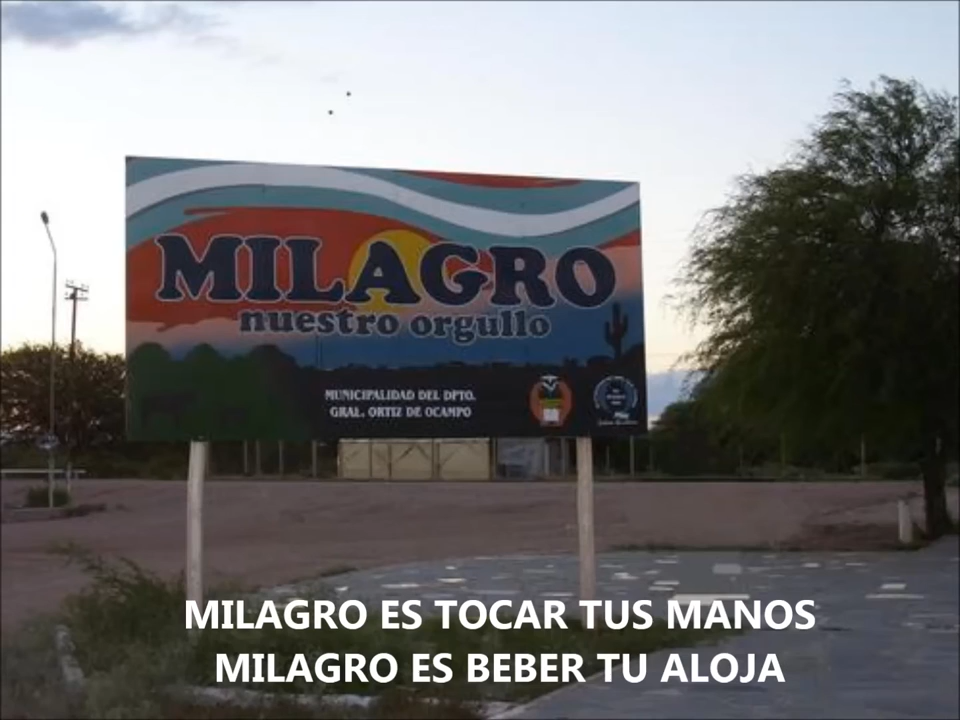 MILAGRO
nuestro orgullo
MUNICIPALIDAD DEL DPTO.
GRAL. ORTIZ DE OCAMPO
MILAGRO ES TOCAR TUS MANOS
MILAGRO ES BEBER TU ALOJA